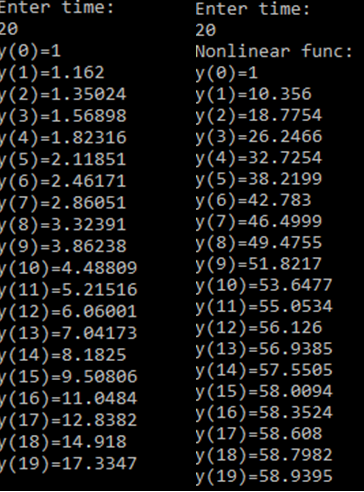 Enter time:
20
y(0)=1
y(1)=1.162
y(2)=1.35024
y(3)=1.56898
y(4)=1.82316
y(5)=2.11851
y(6)=2.46171
y(7)=2.86051
y(8)=3.32391
y(9)=3.86238
y(10)=4.48809
y(11)=5.21516
y(12)=6.06001
y(13)=7.04173
y(14)=8.1825
y(15)=9.50806
y(16)=11.0484
y(17)=12.8382
y(18)=14.918
y(19)=17.3347
Enter time:
20
Nonlinear func:
y(0)=1
y(1)=10.356
y(2)=18.7754
y(3)=26.2466
y(4)=32.7254
y(5)=38.2199
y(6)=42.783
y(7)=46.4999
y(8)=49.4755
y(9)=51.8217
y(10)=53.6477
y(11)=55.0534
y(12)=56.126
y(13)=56.9385
y(14)=57.5505
y(15)=58.0094
y(16)=58.3524
y(17)=58.608
y(18)=58.7982
y(19)=58.9395